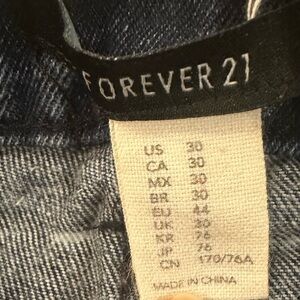 FOREVER 21
US 30
CA 30
MX 30
BR 30
EU 44
UK 30
KR 76
JP 76
CN 170/76A
MADE IN CHINA